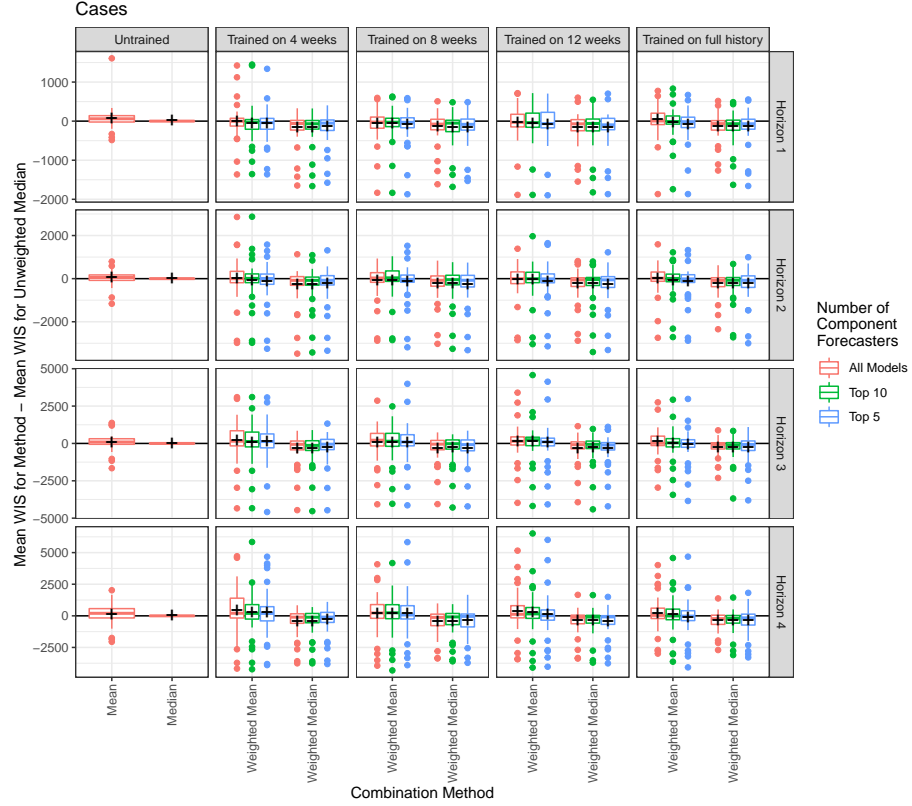 Cases
Untrained
Trained on 4 weeks
Trained on 8 weeks
Trained on 12 weeks
Trained on full history
Mean WIS for Method − Mean WIS for Unweighted Median
1000
0
−1000
−2000
Horizon 1
2000
0
−2000
Horizon 2
5000
2500
0
−2500
−5000
Horizon 3
5000
2500
0
−2500
Horizon 4
Mean
Median
Weighted Mean
Weighted Median
Weighted Mean
Weighted Median
Weighted Mean
Weighted Median
Weighted Mean
Weighted Median
Combination Method
Number of
Component
Forecasters
All Models
Top 10
Top 5